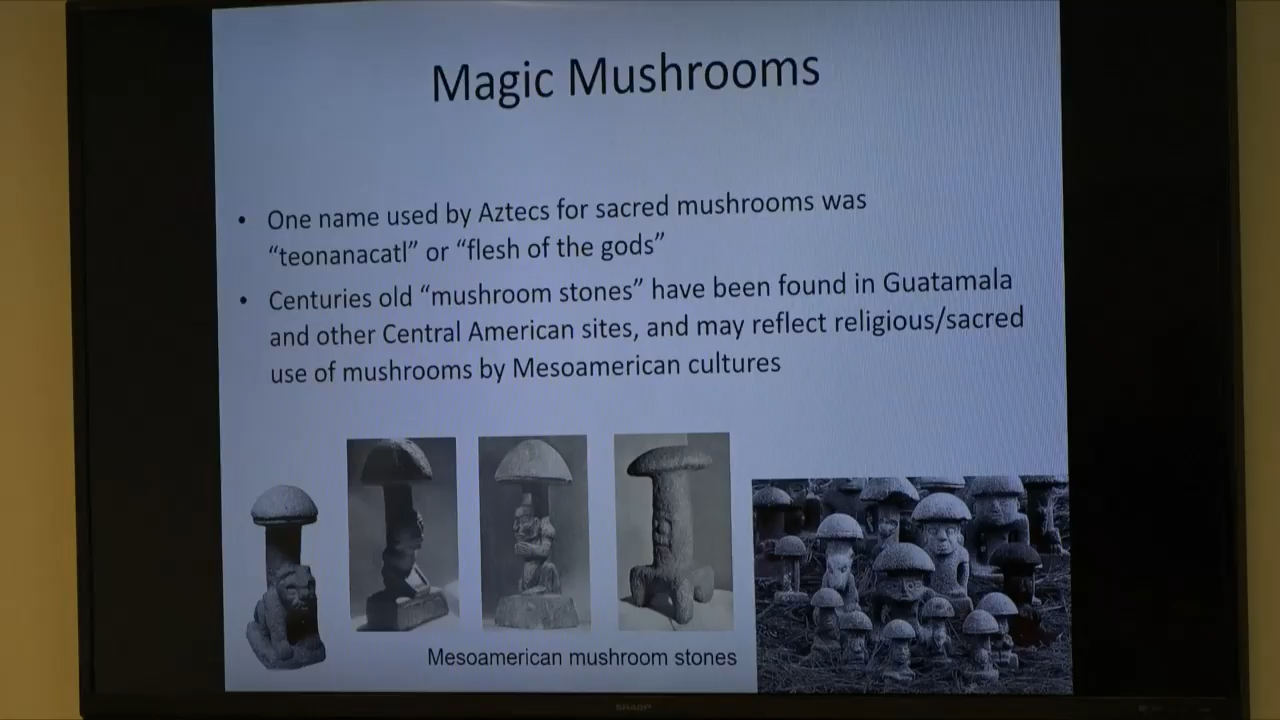 Magic Mushrooms
• One name used by Aztecs for sacred mushrooms was
“teonanacatl” or “flesh of the gods”
• Centuries old “mushroom stones” have been found in Guatamala
and other Central American sites, and may reflect religious/sacred
use of mushrooms by Mesoamerican cultures
Mesoamerican mushroom stones
SHARP